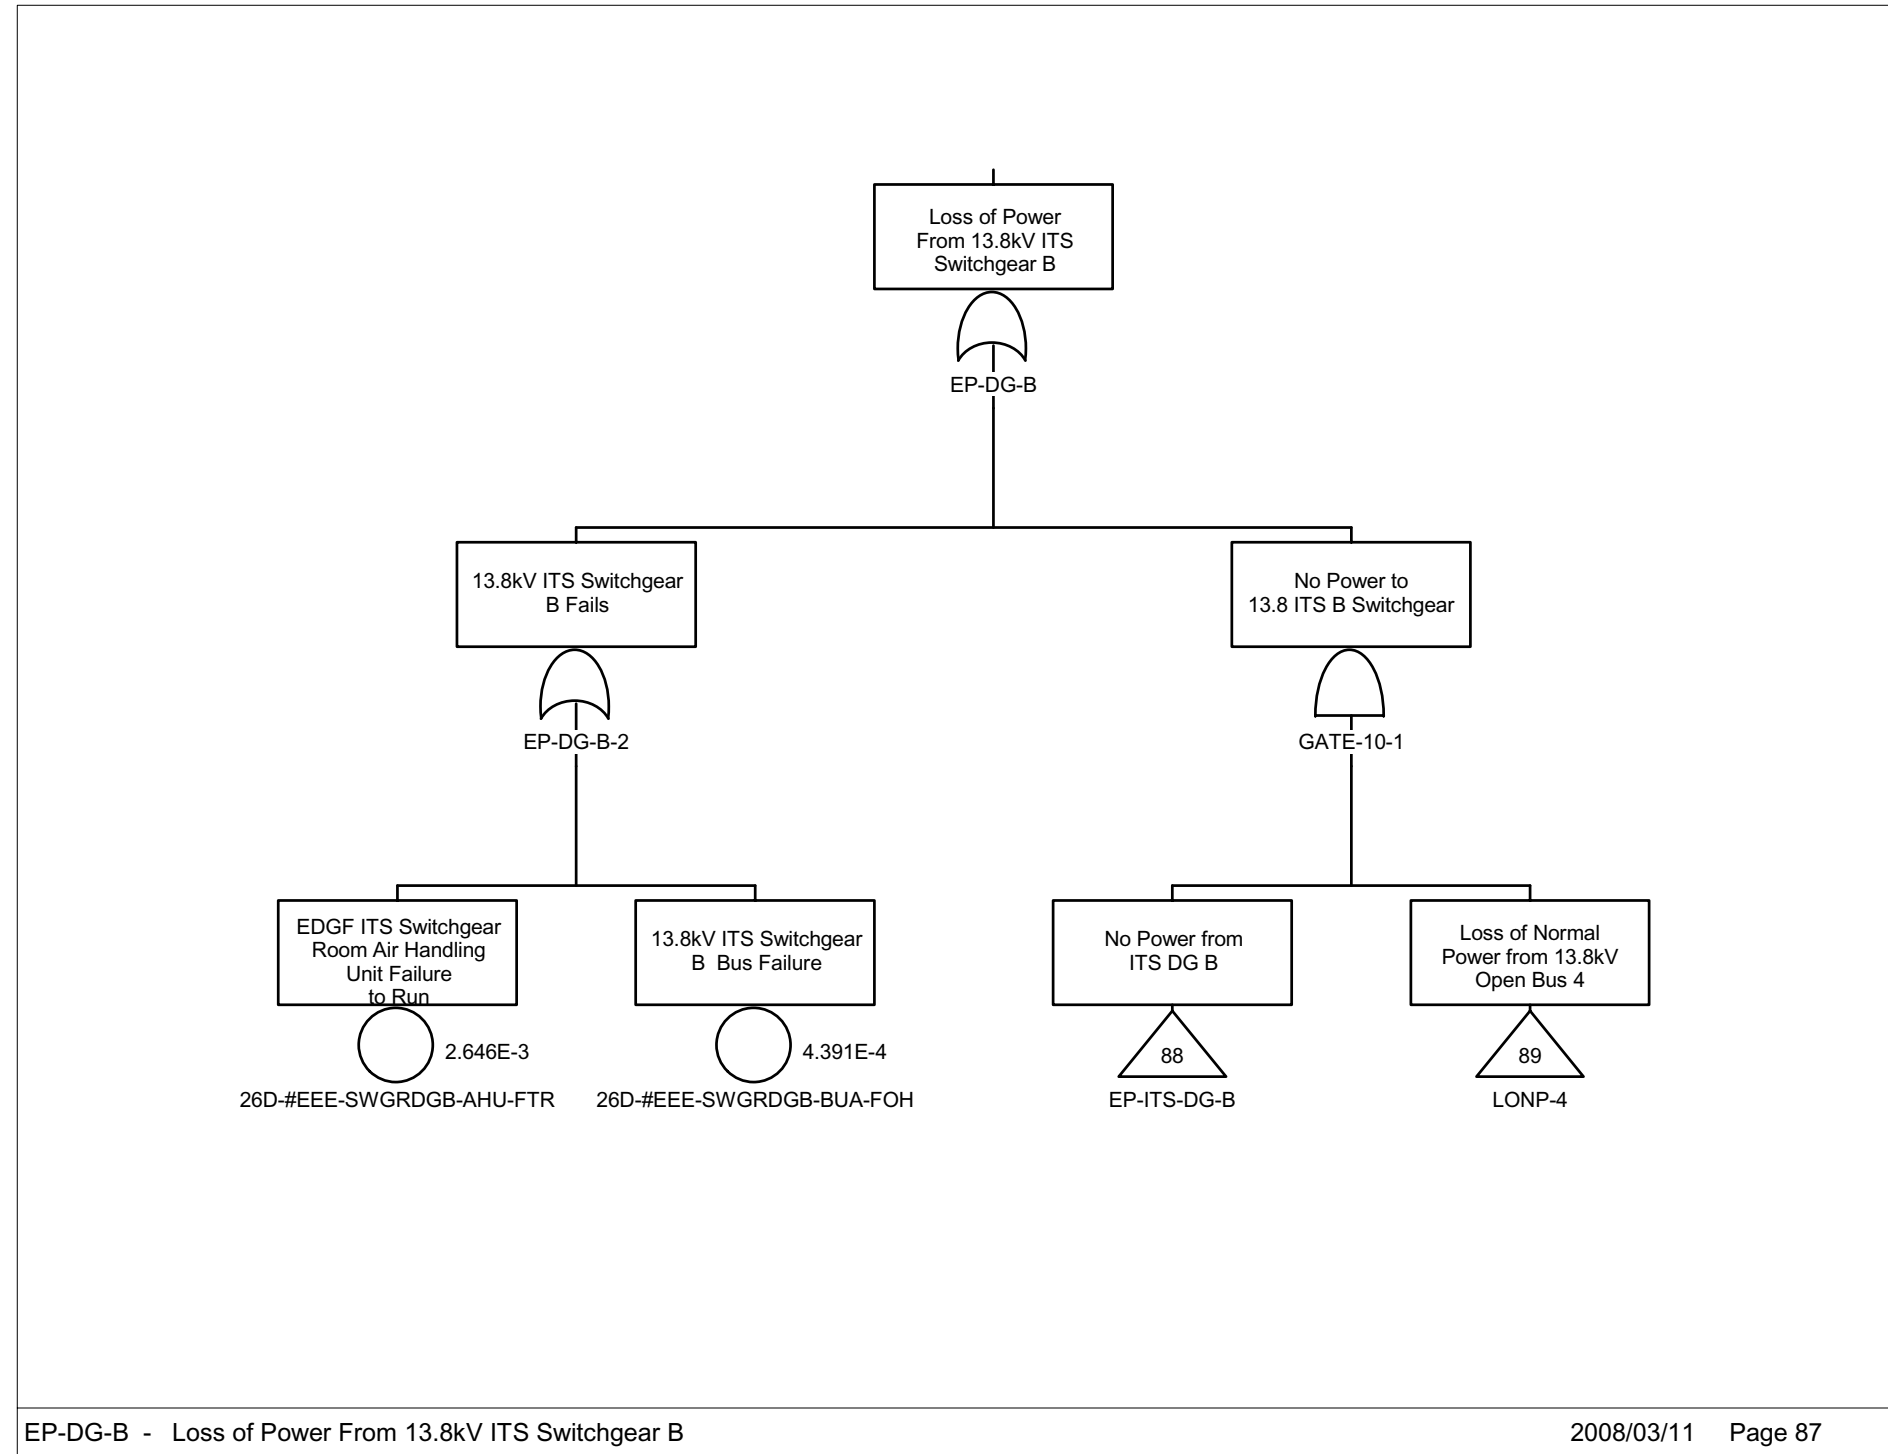 Loss of Power
From 13.8kV ITS
Switchgear B
EP-DG-B
13.8kV ITS Switchgear
B Fails
EP-DG-B-2
No Power to
13.8 ITS B Switchgear
GATE-10-1
EDGF ITS Switchgear
Room Air Handling
Unit Failure
to Run
2.646E-3
26D-#EEE-SWGRDGB-AHU-FTR
13.8kV ITS Switchgear
B  Bus Failure
4.391E-4
26D-#EEE-SWGRDGB-BUA-FOH
No Power from
ITS DG B
88
EP-ITS-DG-B
Loss of Normal
Power from 13.8kV
Open Bus 4
89
LONP-4
EP-DG-B - Loss of Power From 13.8kV ITS Switchgear B
2008/03/11 Page 87